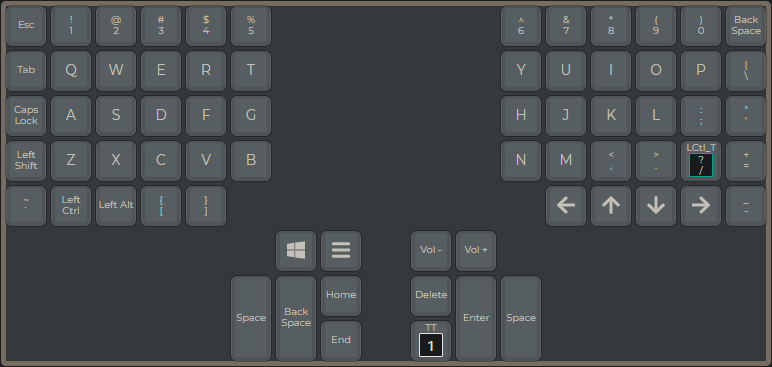 Esc ! @ # $ % ^ & * ( ) Back
1 2 3 4 5 6 7 8 9 0 Space
Tab Q W E R T Y U I O P |
\
Caps A S D F G H J K L : "
Lock ; '
LCtl_T
Left Z X C V B N M < > ? +
Shift , . / =
~ Left Left Alt { } _
` Ctrl [ ] -
Vol - Vol +
Home Delete
Space Back Enter Space
Space
End TT
1